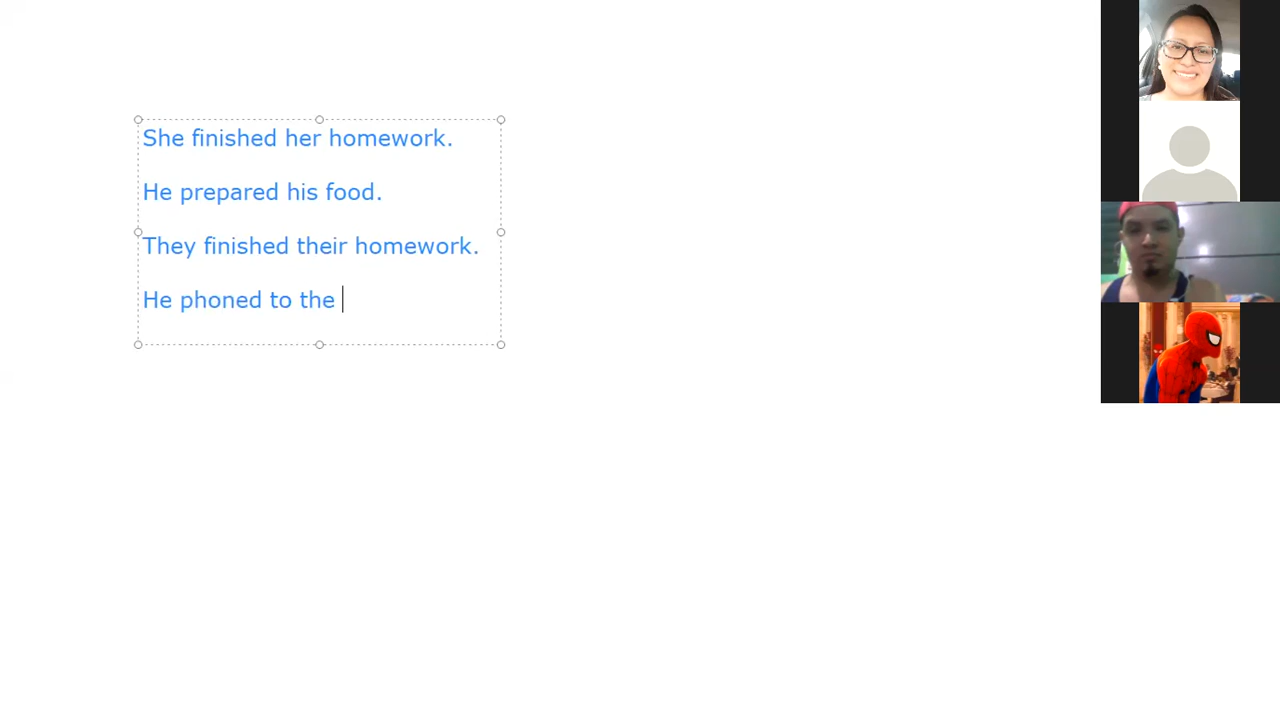 She finished her homework.
He prepared his food.
They finished their homework.
He phoned to the